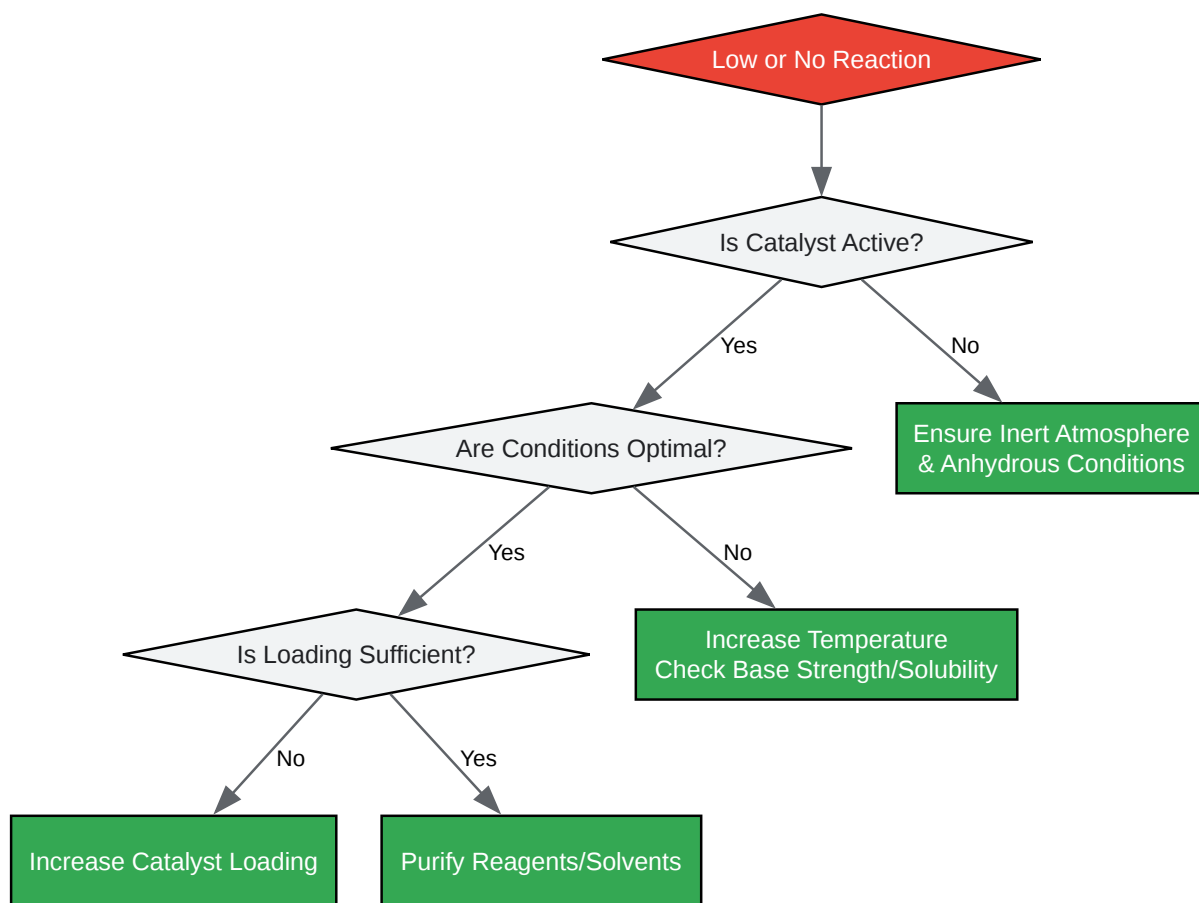 Low or No Reaction
Is Catalyst Active?
Yes
No
Ensure Inert Atmosphere
& Anhydrous Conditions
Are Conditions Optimal?
Yes
No
Increase Temperature
Check Base Strength/Solubility
Is Loading Sufficient?
No
Yes
Increase Catalyst Loading
Purify Reagents/Solvents